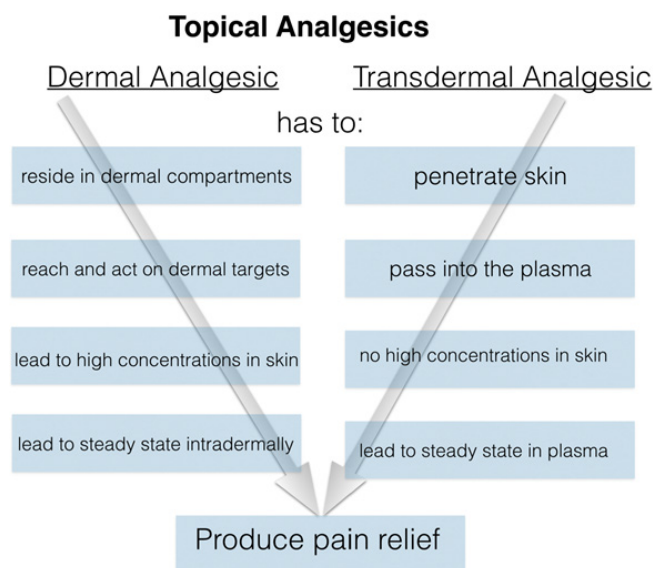 Topical Analgesics
Dermal Analgesic
Transdermal Analgesic
has to:
reside in dermal compartments
penetrate skin
reach and act on dermal targets
pass into the plasma
lead to high concentrations in skin
no high concentrations in skin
lead to steady state intradermally
lead to steady state in plasma
Produce pain relief